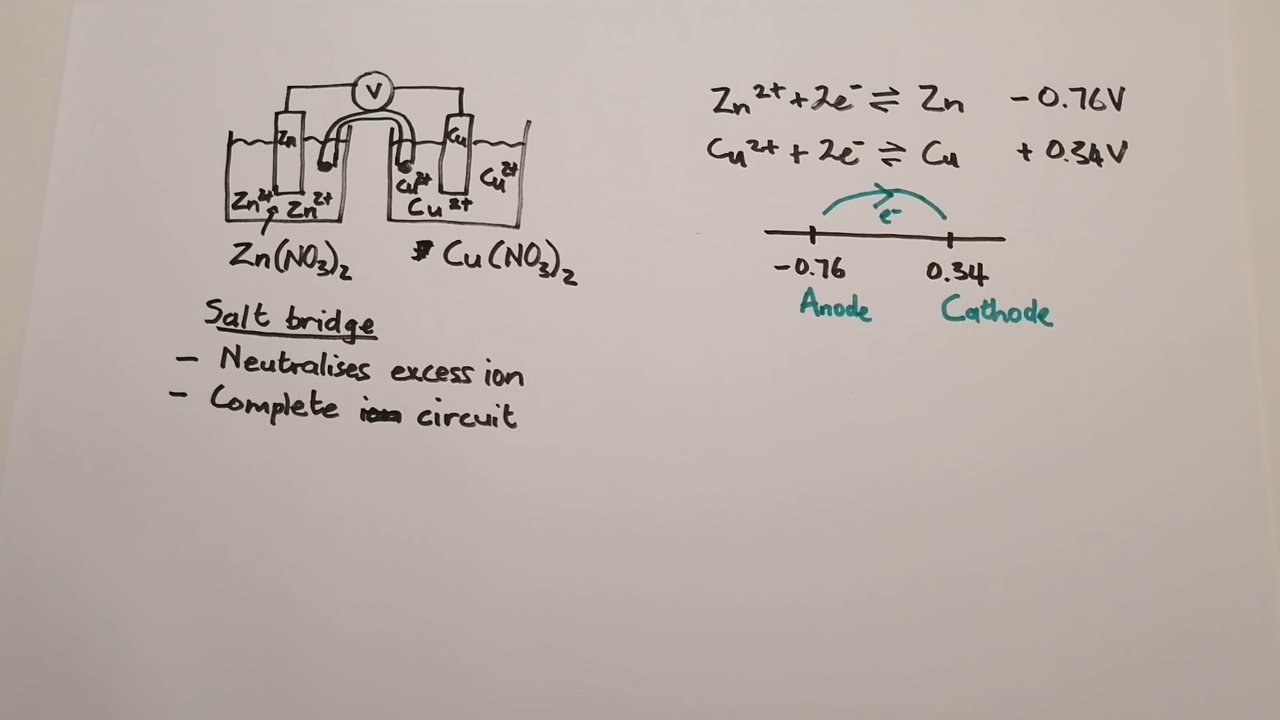 V
Zn
Cu
Zn²⁺ Zn²⁺
Cu²⁺ Cu²⁺ Cu²⁺
Zn(NO₃)₂
Cu(NO₃)₂
Salt bridge
- Neutralises excess ion
- Complete circuit
Zn²⁺ + 2e⁻ ⇌ Zn -0.76V
Cu²⁺ + 2e⁻ ⇌ Cu +0.34V
e⁻
-0.76 0.34
Anode Cathode